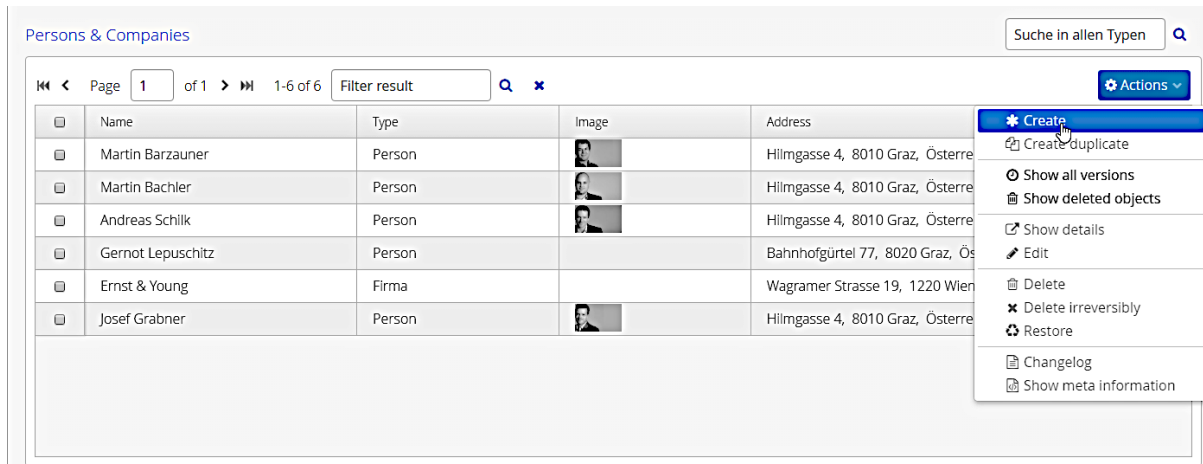 Persons & Companies Suche in allen Typen
Page 1 of 1 1-6 of 6 Filter result Actions
Name Type Image Address
Martin Barzauner Person Hilmgasse 4, 8010 Graz, Österre
Martin Bachler Person Hilmgasse 4, 8010 Graz, Österre
Andreas Schilk Person Hilmgasse 4, 8010 Graz, Österre
Gernot Lepuschitz Person Bahnhofgürtel 77, 8020 Graz, Ös
Ernst & Young Firma Wagramer Strasse 19, 1220 Wien
Josef Grabner Person Hilmgasse 4, 8010 Graz, Österre
Create
Create duplicate
Show all versions
Show deleted objects
Show details
Edit
Delete
Delete irreversibly
Restore
Changelog
Show meta information